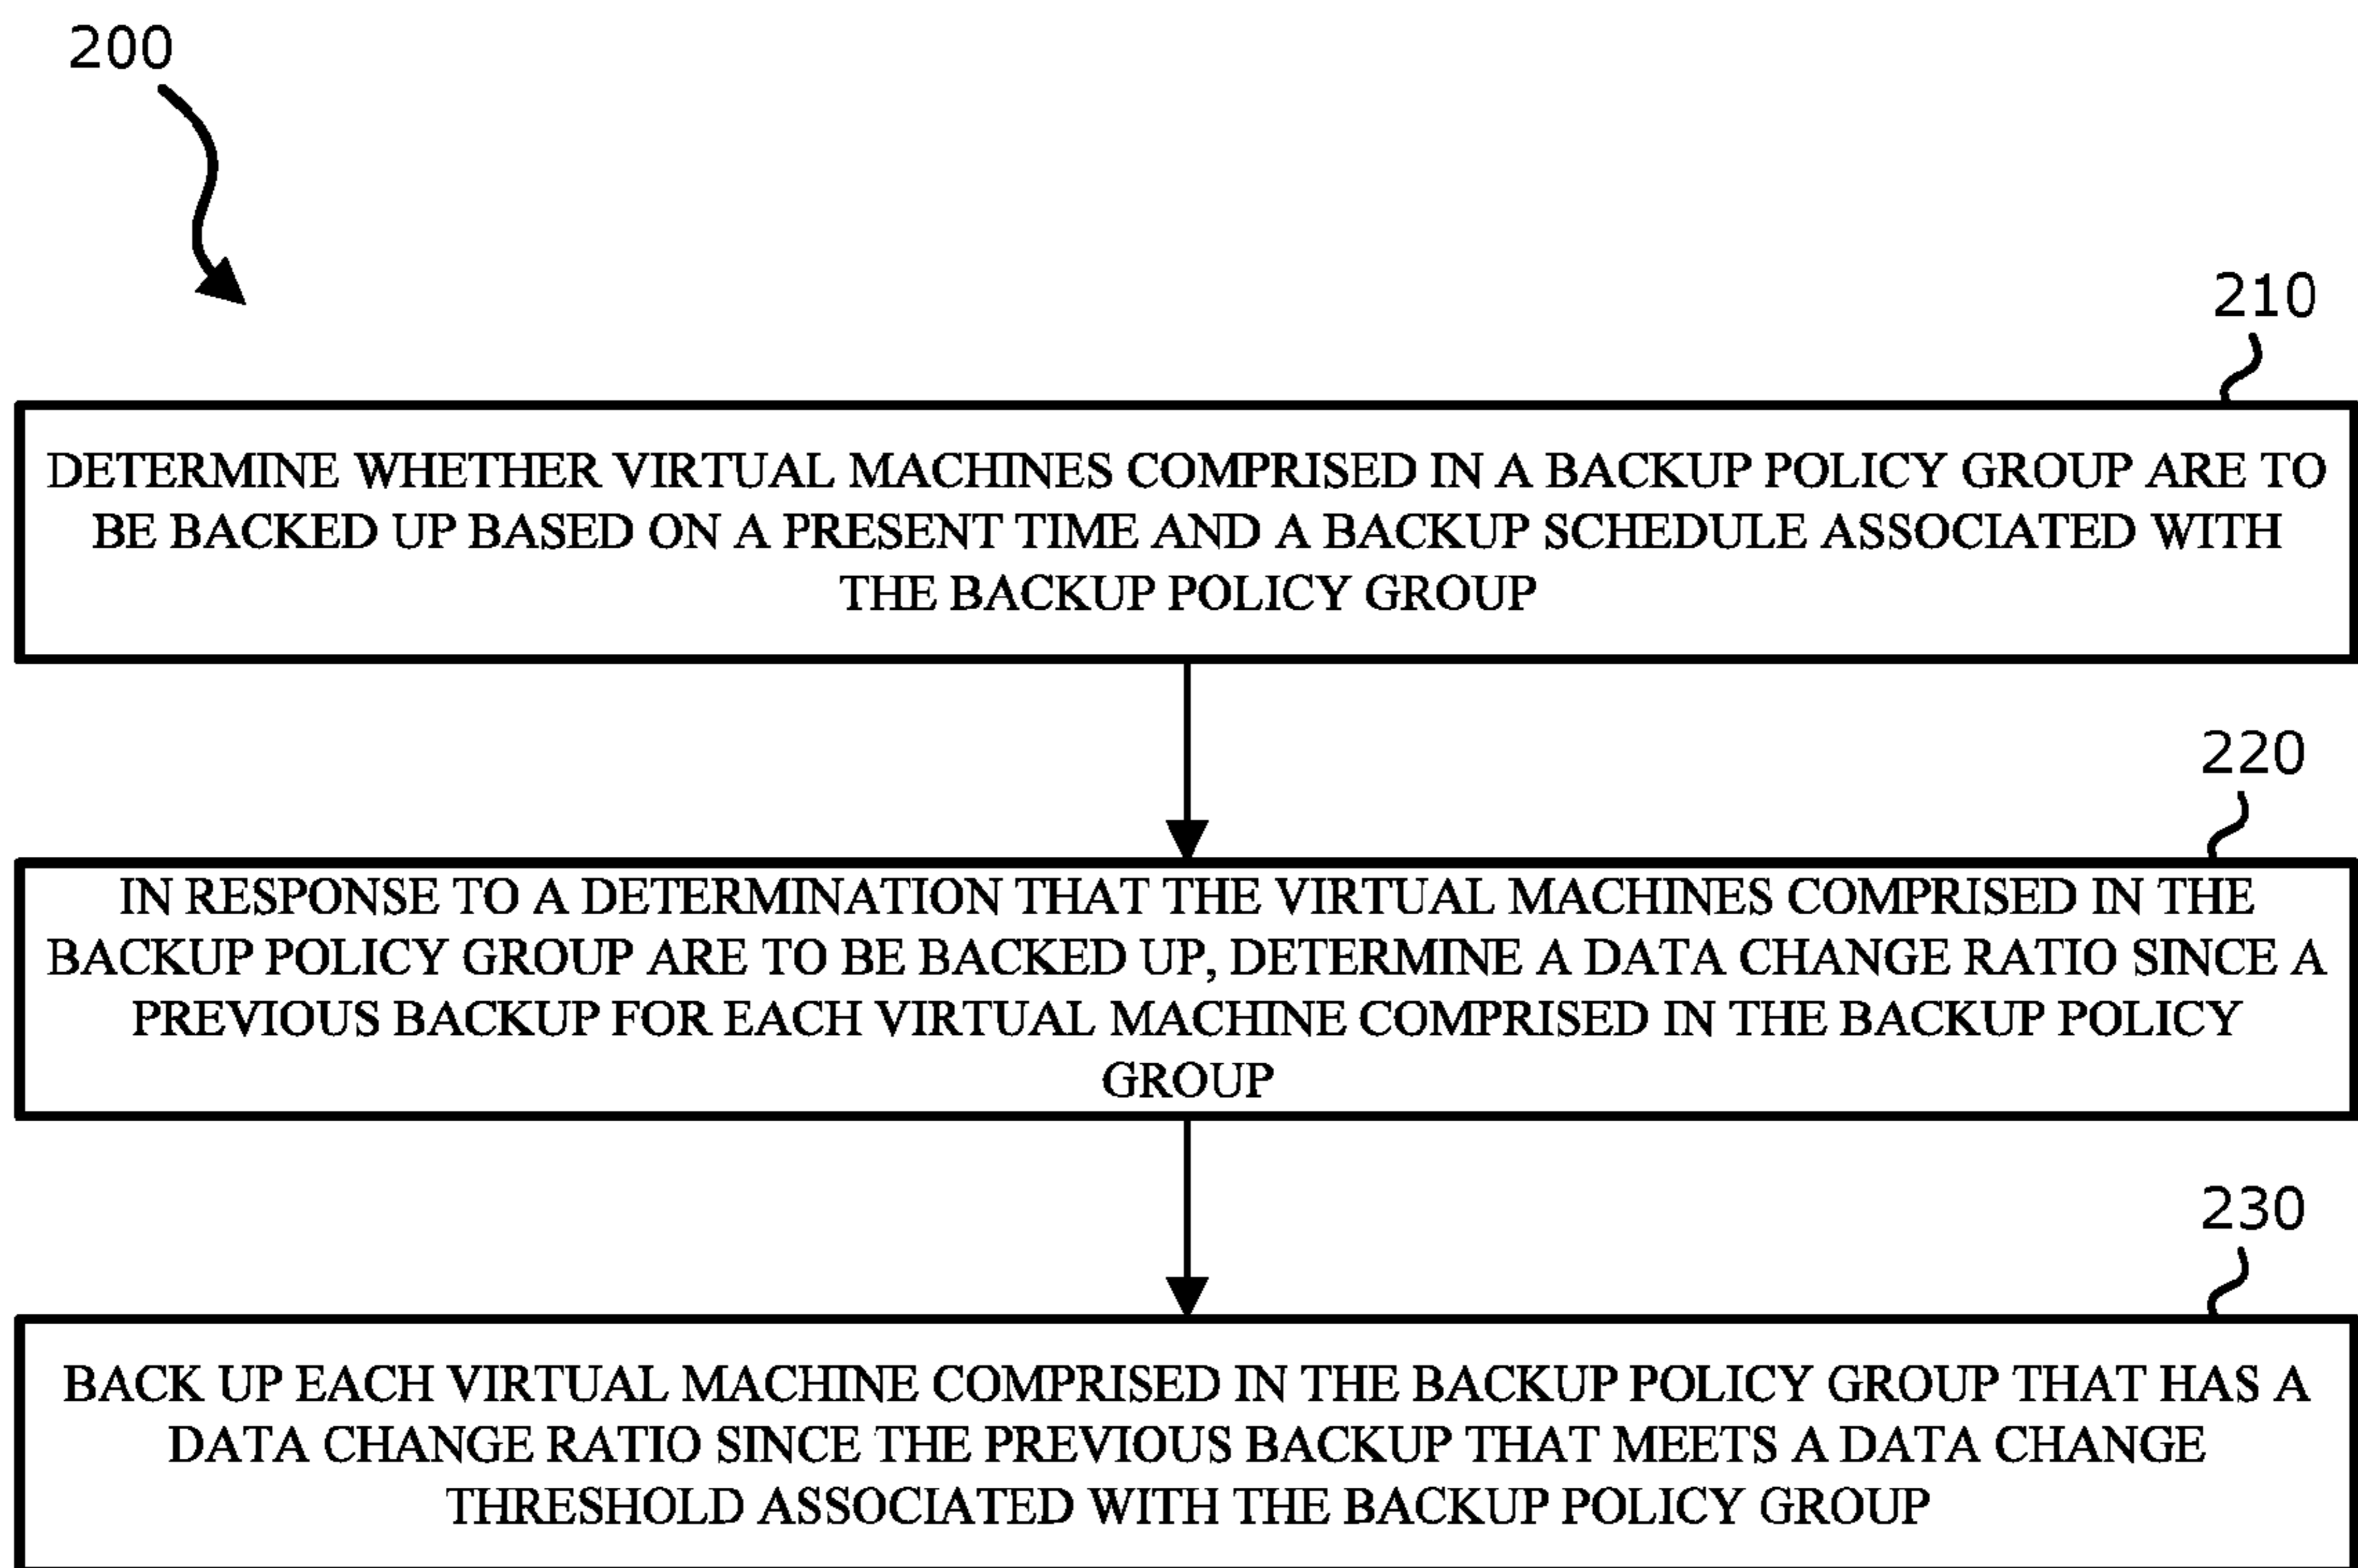 200
210
DETERMINE WHETHER VIRTUAL MACHINES COMPRISED IN A BACKUP POLICY GROUP ARE TO
BE BACKED UP BASED ON A PRESENT TIME AND A BACKUP SCHEDULE ASSOCIATED WITH
THE BACKUP POLICY GROUP
220
IN RESPONSE TO A DETERMINATION THAT THE VIRTUAL MACHINES COMPRISED IN THE
BACKUP POLICY GROUP ARE TO BE BACKED UP, DETERMINE A DATA CHANGE RATIO SINCE A
PREVIOUS BACKUP FOR EACH VIRTUAL MACHINE COMPRISED IN THE BACKUP POLICY
GROUP
230
BACK UP EACH VIRTUAL MACHINE COMPRISED IN THE BACKUP POLICY GROUP THAT HAS A
DATA CHANGE RATIO SINCE THE PREVIOUS BACKUP THAT MEETS A DATA CHANGE
THRESHOLD ASSOCIATED WITH THE BACKUP POLICY GROUP